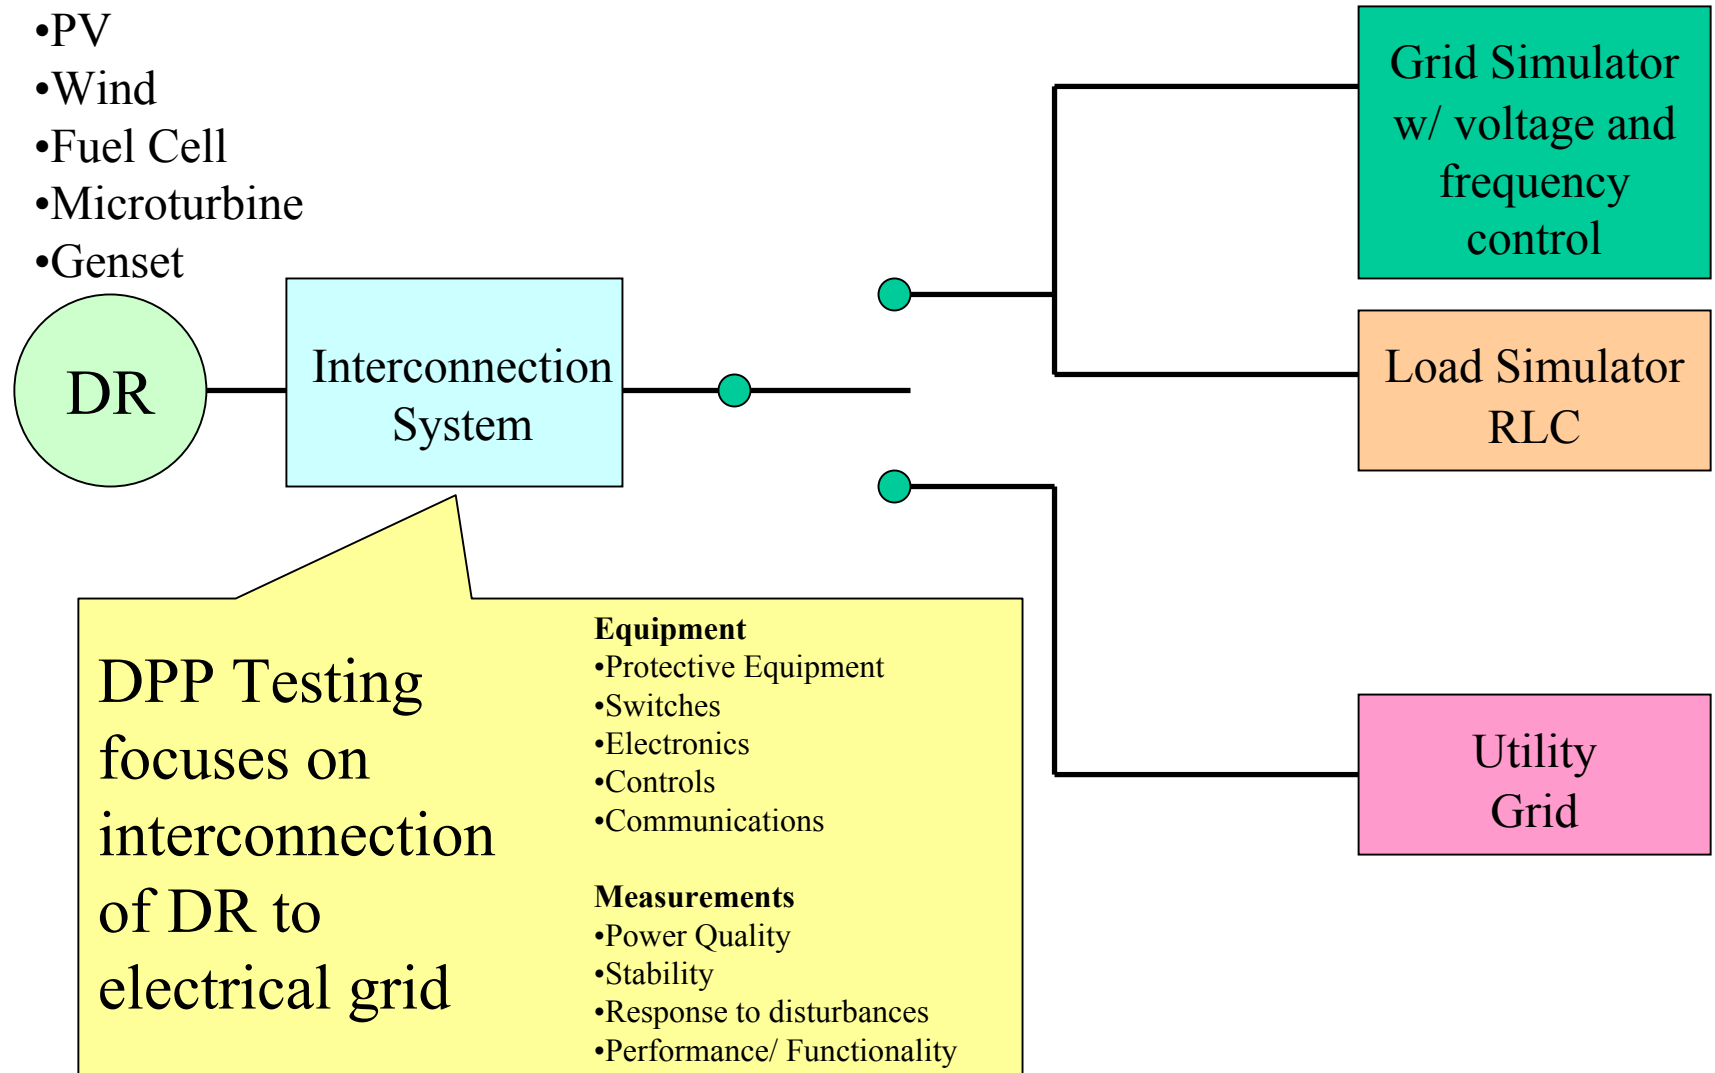 •PV
•Wind
•Fuel Cell
•Microturbine
•Genset
DR
Interconnection
System
Grid Simulator
w/ voltage and
frequency
control
Load Simulator
RLC
Utility
Grid
DPP Testing
focuses on
interconnection
of DR to
electrical grid
Equipment
•Protective Equipment
•Switches
•Electronics
•Controls
•Communications
Measurements
•Power Quality
•Stability
•Response to disturbances
•Performance/ Functionality